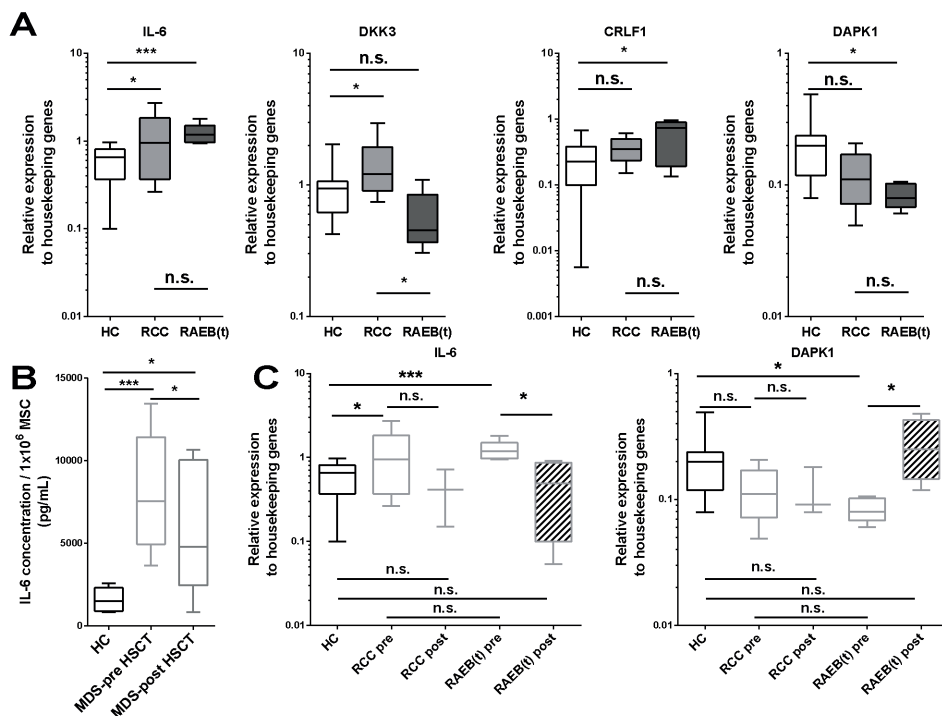 A
IL-6
Relative expression
to housekeeping genes
10
1
0.1
0.01
***
*
n.s.
HC RCC RAEB(t)
DKK3
Relative expression
to housekeeping genes
10
1
0.1
n.s.
*
*
HC RCC RAEB(t)
CRLF1
Relative expression
to housekeeping genes
10
1
0.1
0.01
0.001
*
n.s.
n.s.
HC RCC RAEB(t)
DAPK1
Relative expression
to housekeeping genes
1
0.1
0.01
*
n.s.
n.s.
HC RCC RAEB(t)
B
IL-6 concentration / 1x10⁶ MSC
(pg/mL)
15000
10000
5000
0
*
***
*
HC
MDS-pre HSCT
MDS-post HSCT
C
IL-6
Relative expression
to housekeeping genes
10
1
0.1
0.01
***
n.s.
*
*
n.s.
n.s.
n.s.
HC
RCC pre
RCC post
RAEB(t) pre
RAEB(t) post
DAPK1
Relative expression
to housekeeping genes
1
0.1
0.01
*
n.s.
n.s.
*
n.s.
n.s.
n.s.
HC
RCC pre
RCC post
RAEB(t) pre
RAEB(t) post